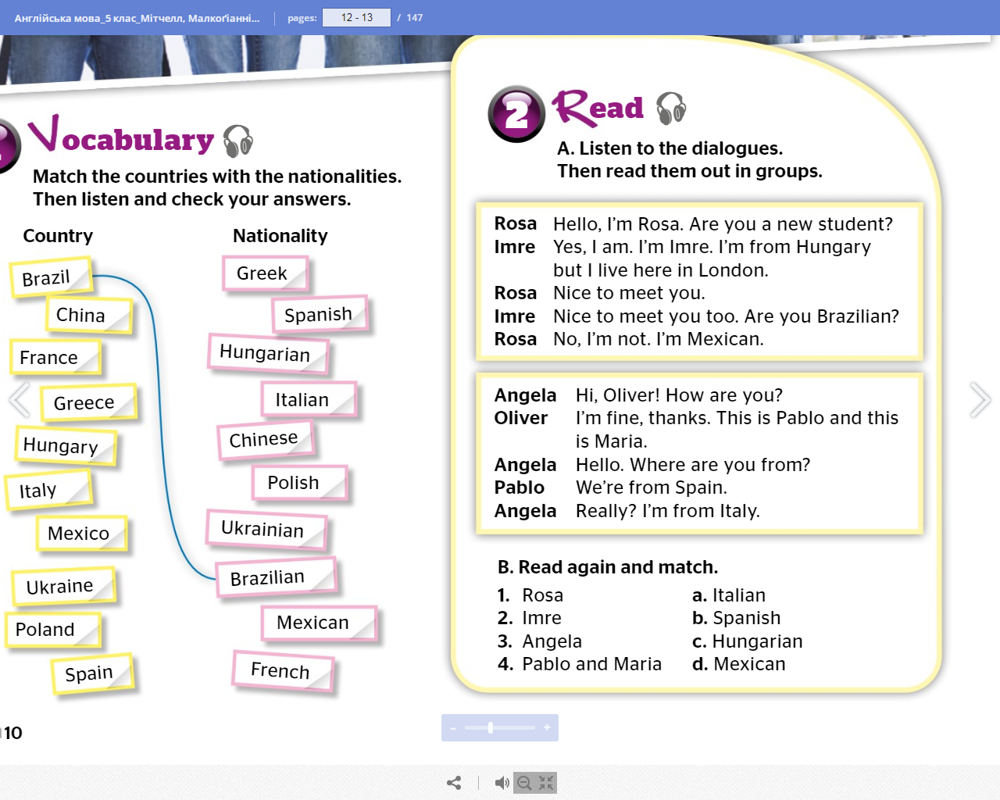 Англійська мова_5 клас_Мітчелл, Малкоґіанні...
pages: 12 - 13 / 147
Vocabulary
Match the countries with the nationalities.
Then listen and check your answers.
Country
Nationality
Brazil
China
France
Greece
Hungary
Italy
Mexico
Ukraine
Poland
Spain
Greek
Spanish
Hungarian
Italian
Chinese
Polish
Ukrainian
Brazilian
Mexican
French
10
2 Read
A. Listen to the dialogues.
Then read them out in groups.
Rosa Hello, I'm Rosa. Are you a new student?
Imre Yes, I am. I'm Imre. I'm from Hungary
but I live here in London.
Rosa Nice to meet you.
Imre Nice to meet you too. Are you Brazilian?
Rosa No, I'm not. I'm Mexican.
Angela Hi, Oliver! How are you?
Oliver I'm fine, thanks. This is Pablo and this
is Maria.
Angela Hello. Where are you from?
Pablo We're from Spain.
Angela Really? I'm from Italy.
B. Read again and match.
1. Rosa a. Italian
2. Imre b. Spanish
3. Angela c. Hungarian
4. Pablo and Maria d. Mexican